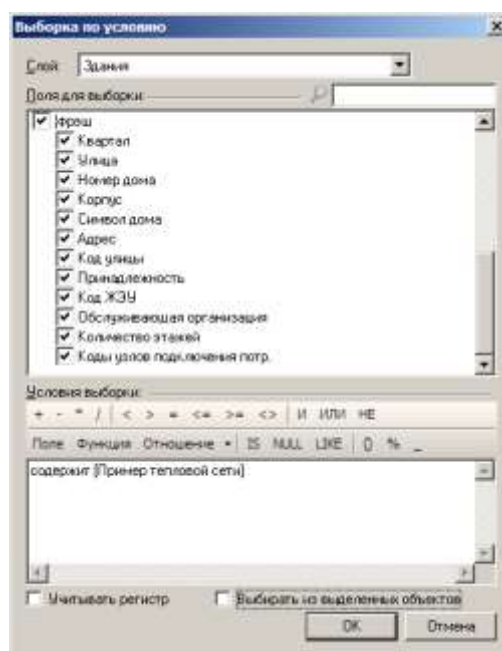 Выборка по условию
Слой: Здания
Поля для выборки:
Квартал
Улица
Номер дома
Корпус
Символ дома
Адрес
Код улицы
Принадлежность
Код ЖЭУ
Обслуживающая организация
Количество этажей
Коды узлов подключения потр.
Условия выборки:
+ - * / < > = <= >= <> И ИЛИ НЕ
Поле Функция Отношение IS NULL LIKE () % _
содержит [Пример тепловой сети]
Учитывать регистр Выбирать из выделенных объектов
OK Отмена